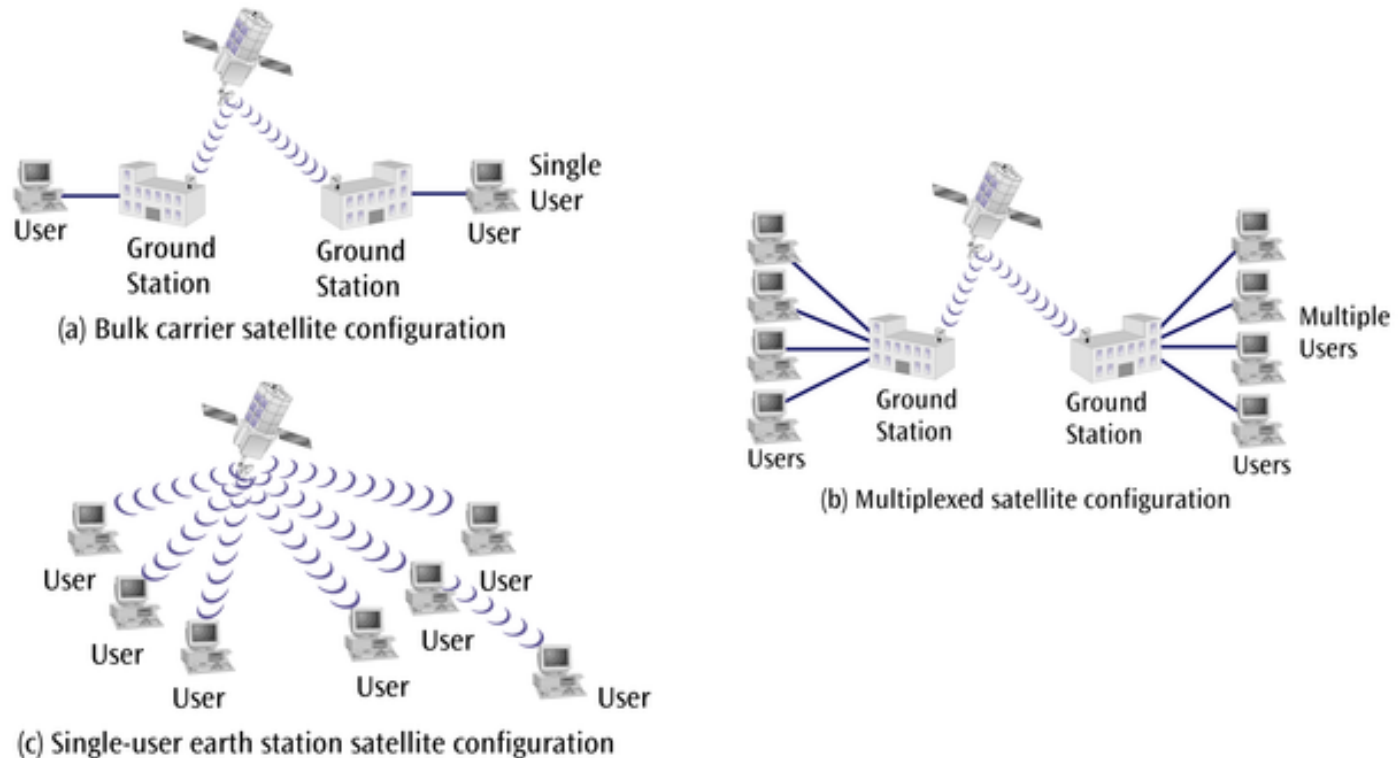 Single
User
User
User
Ground
Station
Ground
Station
(a) Bulk carrier satellite configuration
Multiple
Users
Ground
Station
Ground
Station
Users
Users
(b) Multiplexed satellite configuration
User
User
User
User
User
User
User
(c) Single-user earth station satellite configuration